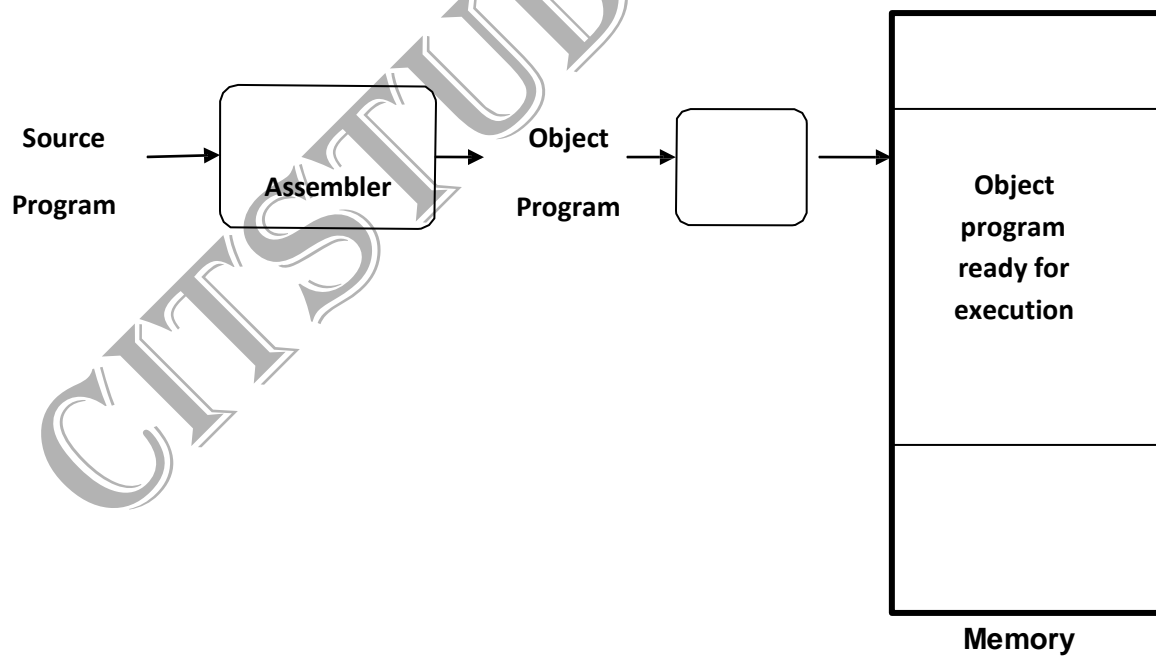 Source
Program
Assembler
Object
Program
Object
program
ready for
execution
Memory